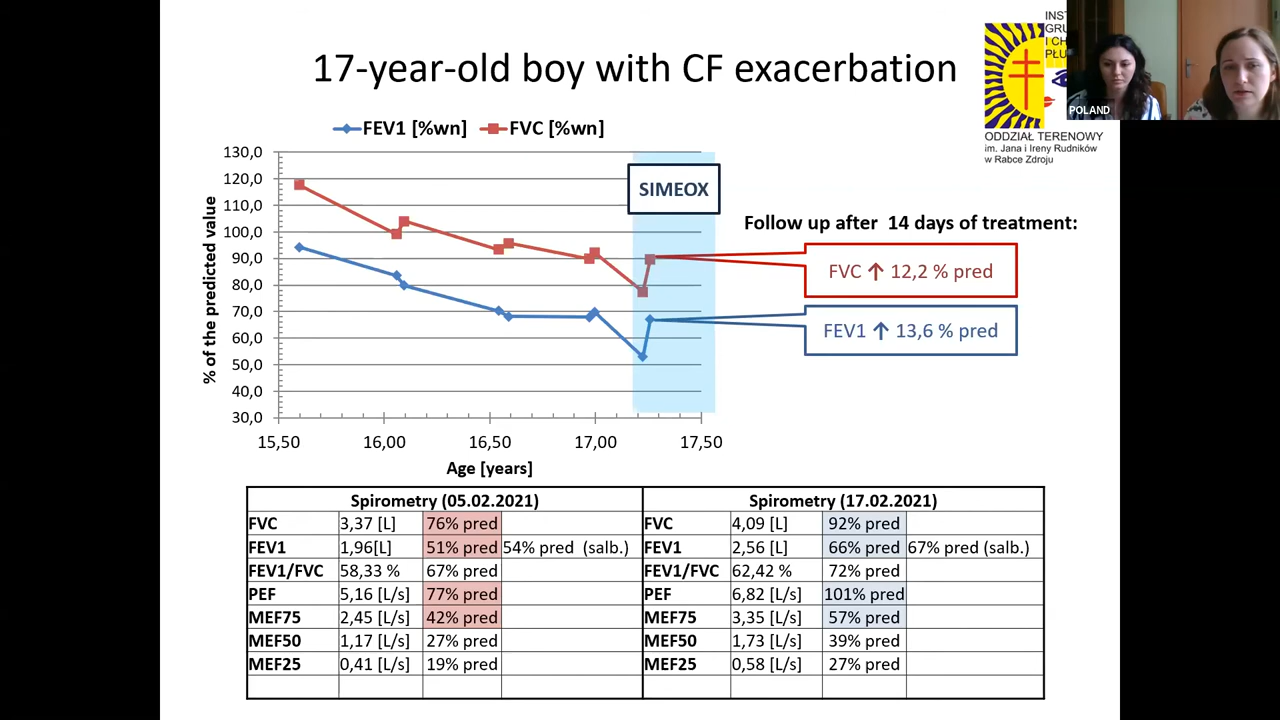 17-year-old boy with CF exacerbation
INST
GRU
I CH
PŁU
POLAND
ODDZIAŁ TERENOWY
im. Jana i Ireny Rudników
w Rabce Zdroju
FEV1 [%wn] FVC [%wn]
% of the predicted value
130,0
120,0
110,0
100,0
90,0
80,0
70,0
60,0
50,0
40,0
30,0
SIMEOX
15,50 16,00 16,50 17,00 17,50
Age [years]
Follow up after 14 days of treatment:
FVC ↑ 12,2 % pred
FEV1 ↑ 13,6 % pred
Spirometry (05.02.2021) Spirometry (17.02.2021)
FVC 3,37 [L] 76% pred FVC 4,09 [L] 92% pred
FEV1 1,96[L] 51% pred 54% pred (salb.) FEV1 2,56 [L] 66% pred 67% pred (salb.)
FEV1/FVC 58,33 % 67% pred FEV1/FVC 62,42 % 72% pred
PEF 5,16 [L/s] 77% pred PEF 6,82 [L/s] 101% pred
MEF75 2,45 [L/s] 42% pred MEF75 3,35 [L/s] 57% pred
MEF50 1,17 [L/s] 27% pred MEF50 1,73 [L/s] 39% pred
MEF25 0,41 [L/s] 19% pred MEF25 0,58 [L/s] 27% pred